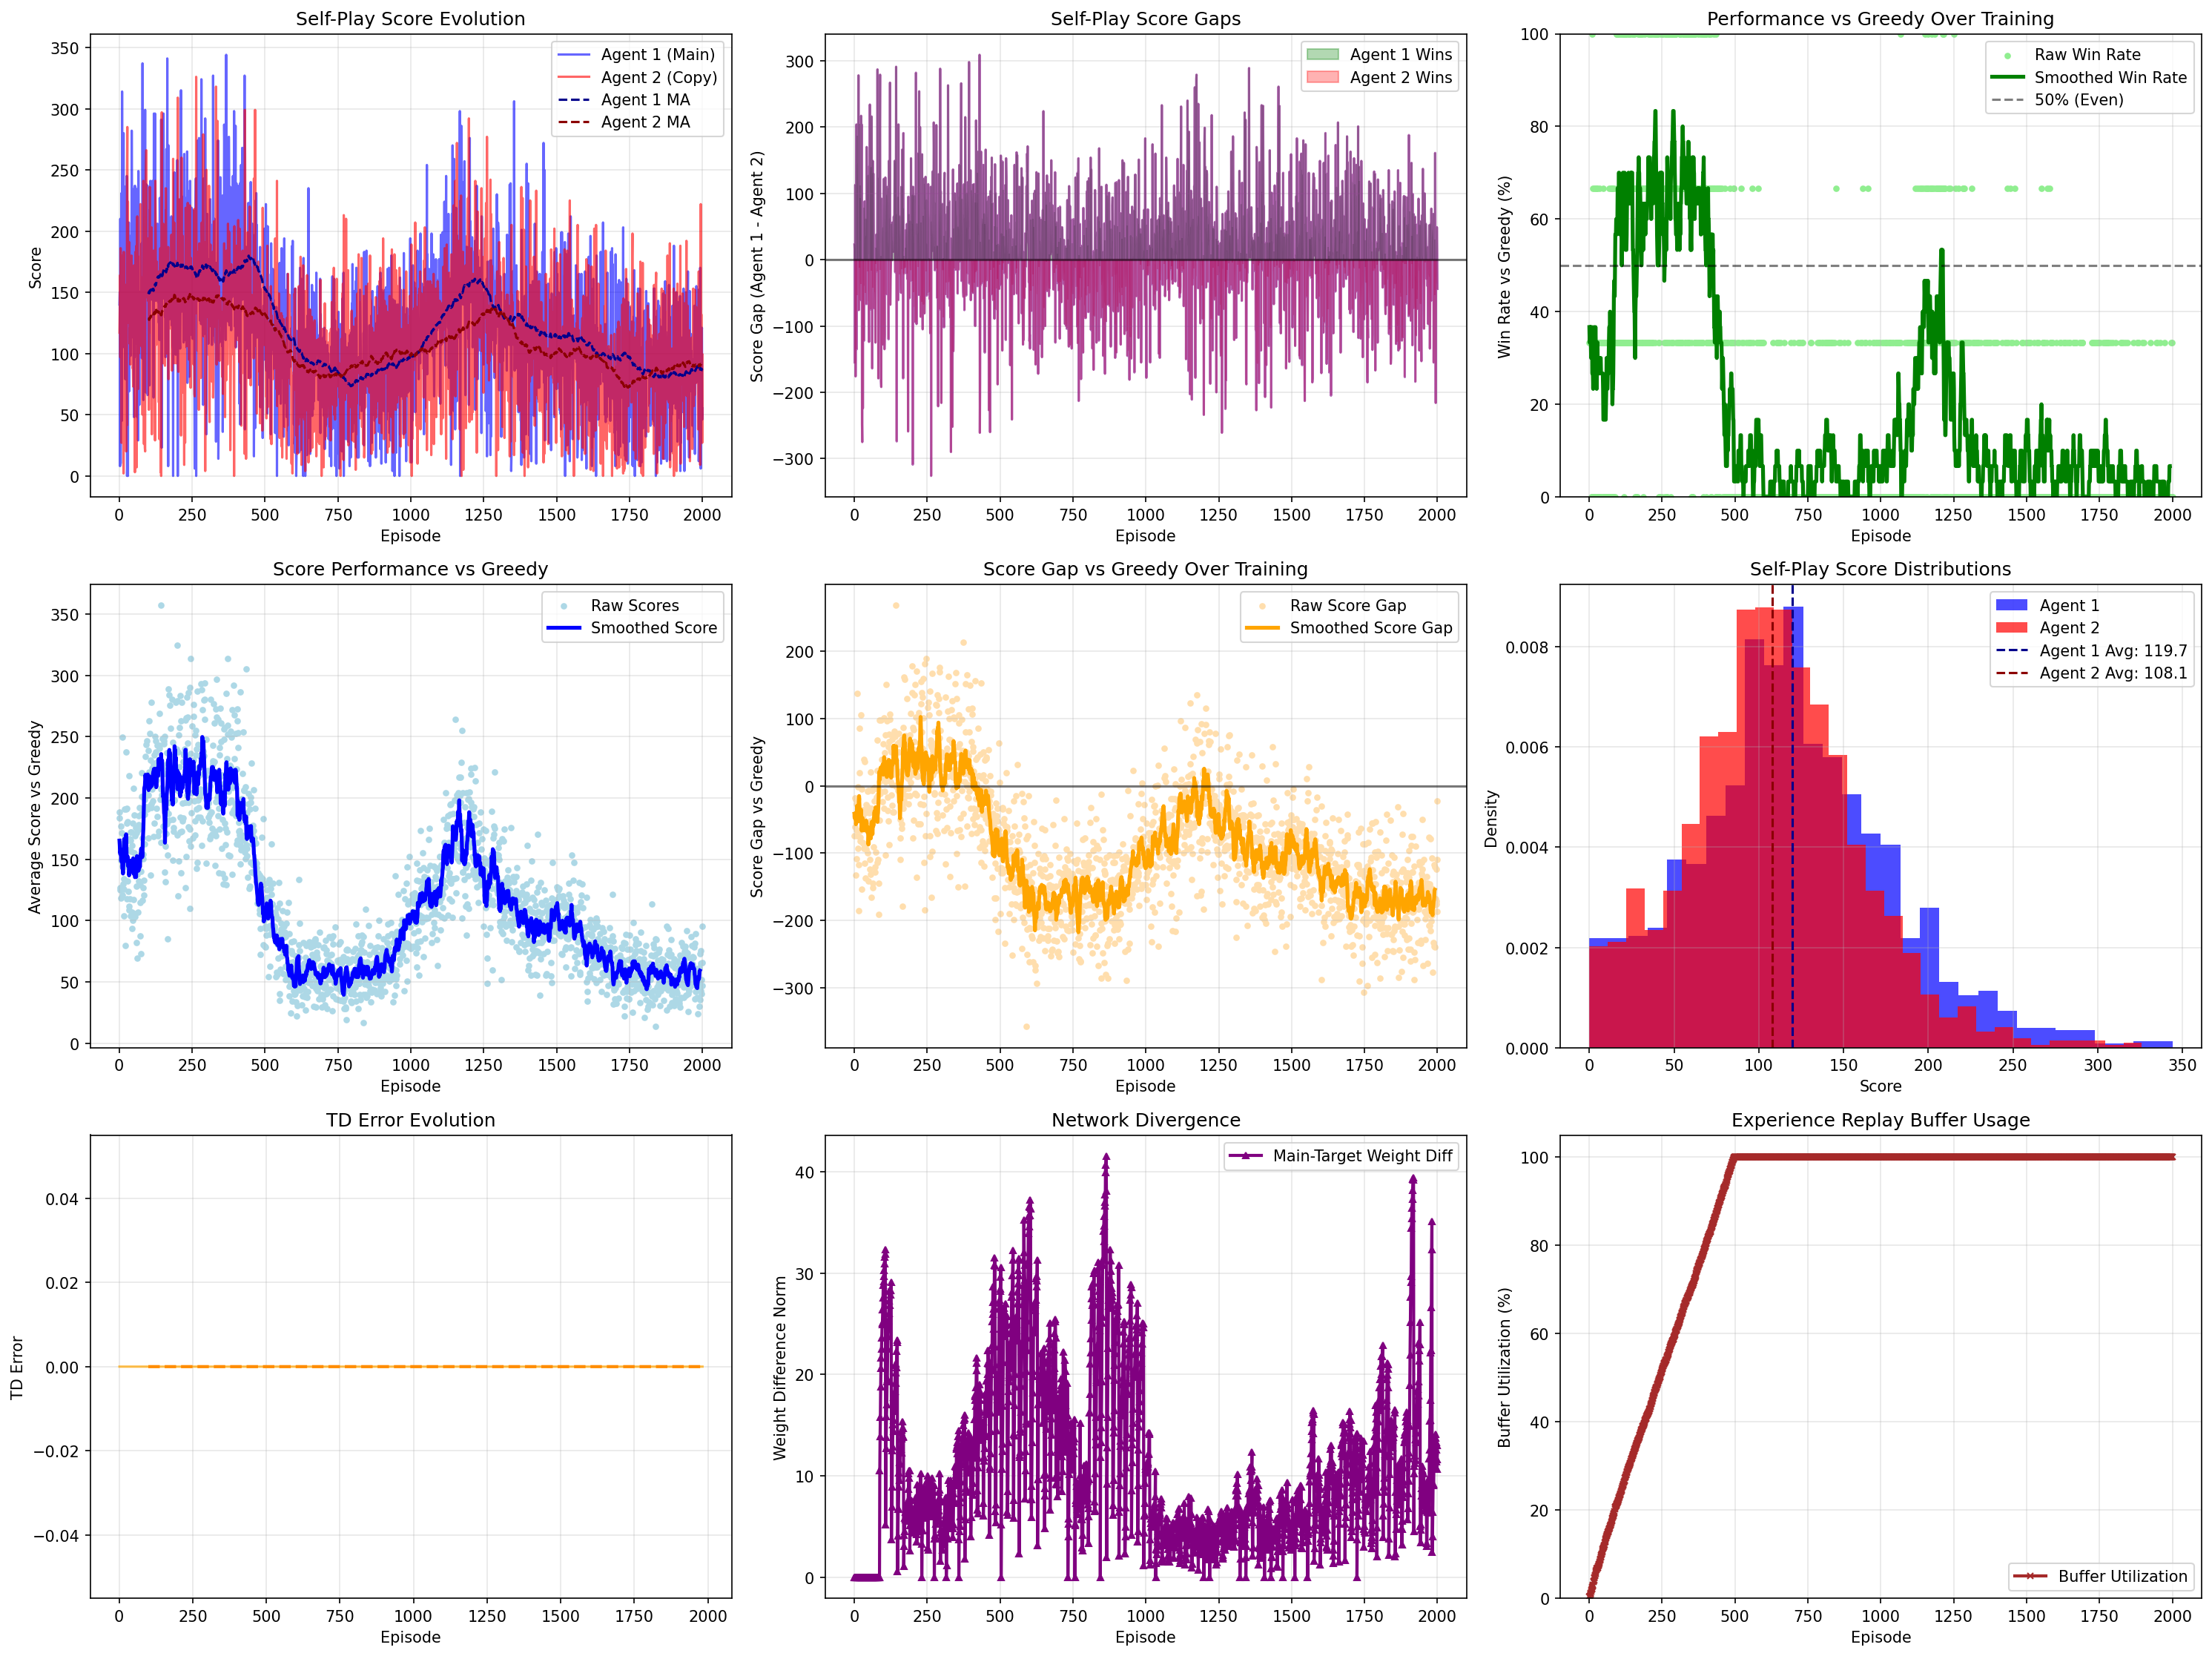 Self-Play Score Evolution
Score
350
300
250
200
150
100
50
0
0 250 500 750 1000 1250 1500 1750 2000
Episode
Agent 1 (Main)
Agent 2 (Copy)
Agent 1 MA
Agent 2 MA
Self-Play Score Gaps
Score Gap (Agent 1 - Agent 2)
300
200
100
0
−100
−200
−300
0 250 500 750 1000 1250 1500 1750 2000
Episode
Agent 1 Wins
Agent 2 Wins
Performance vs Greedy Over Training
Win Rate vs Greedy (%)
100
80
60
40
20
0
0 250 500 750 1000 1250 1500 1750 2000
Episode
Raw Win Rate
Smoothed Win Rate
50% (Even)
Score Performance vs Greedy
Average Score vs Greedy
350
300
250
200
150
100
50
0
0 250 500 750 1000 1250 1500 1750 2000
Episode
Raw Scores
Smoothed Score
Score Gap vs Greedy Over Training
Score Gap vs Greedy
200
100
0
−100
−200
−300
0 250 500 750 1000 1250 1500 1750 2000
Episode
Raw Score Gap
Smoothed Score Gap
Self-Play Score Distributions
Density
0.008
0.006
0.004
0.002
0.000
0 50 100 150 200 250 300 350
Score
Agent 1
Agent 2
Agent 1 Avg: 119.7
Agent 2 Avg: 108.1
TD Error Evolution
TD Error
0.04
0.02
0.00
−0.02
−0.04
0 250 500 750 1000 1250 1500 1750 2000
Episode
Network Divergence
Weight Difference Norm
40
30
20
10
0
0 250 500 750 1000 1250 1500 1750 2000
Episode
Main-Target Weight Diff
Experience Replay Buffer Usage
Buffer Utilization (%)
100
80
60
40
20
0
0 250 500 750 1000 1250 1500 1750 2000
Episode
Buffer Utilization